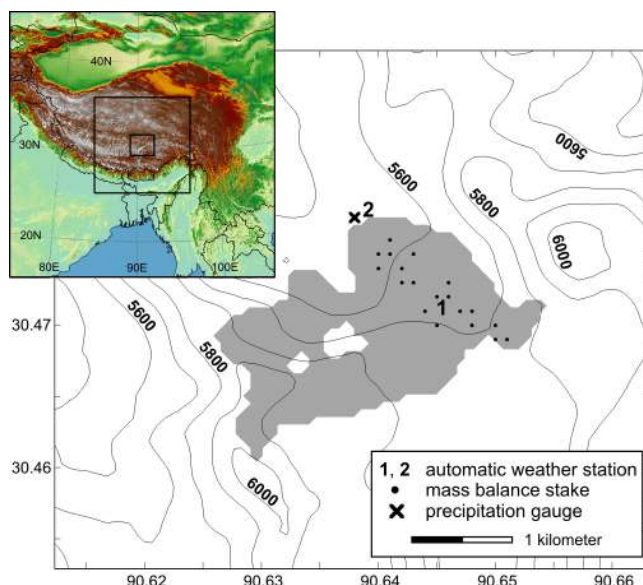 40N
30N
20N
80E
90E
100E
5600
5600
5800
6000
2
1
5600
5800
6000
30.47
30.46
1, 2 automatic weather station
mass balance stake
precipitation gauge
1 kilometer
90.62
90.63
90.64
90.65
90.66